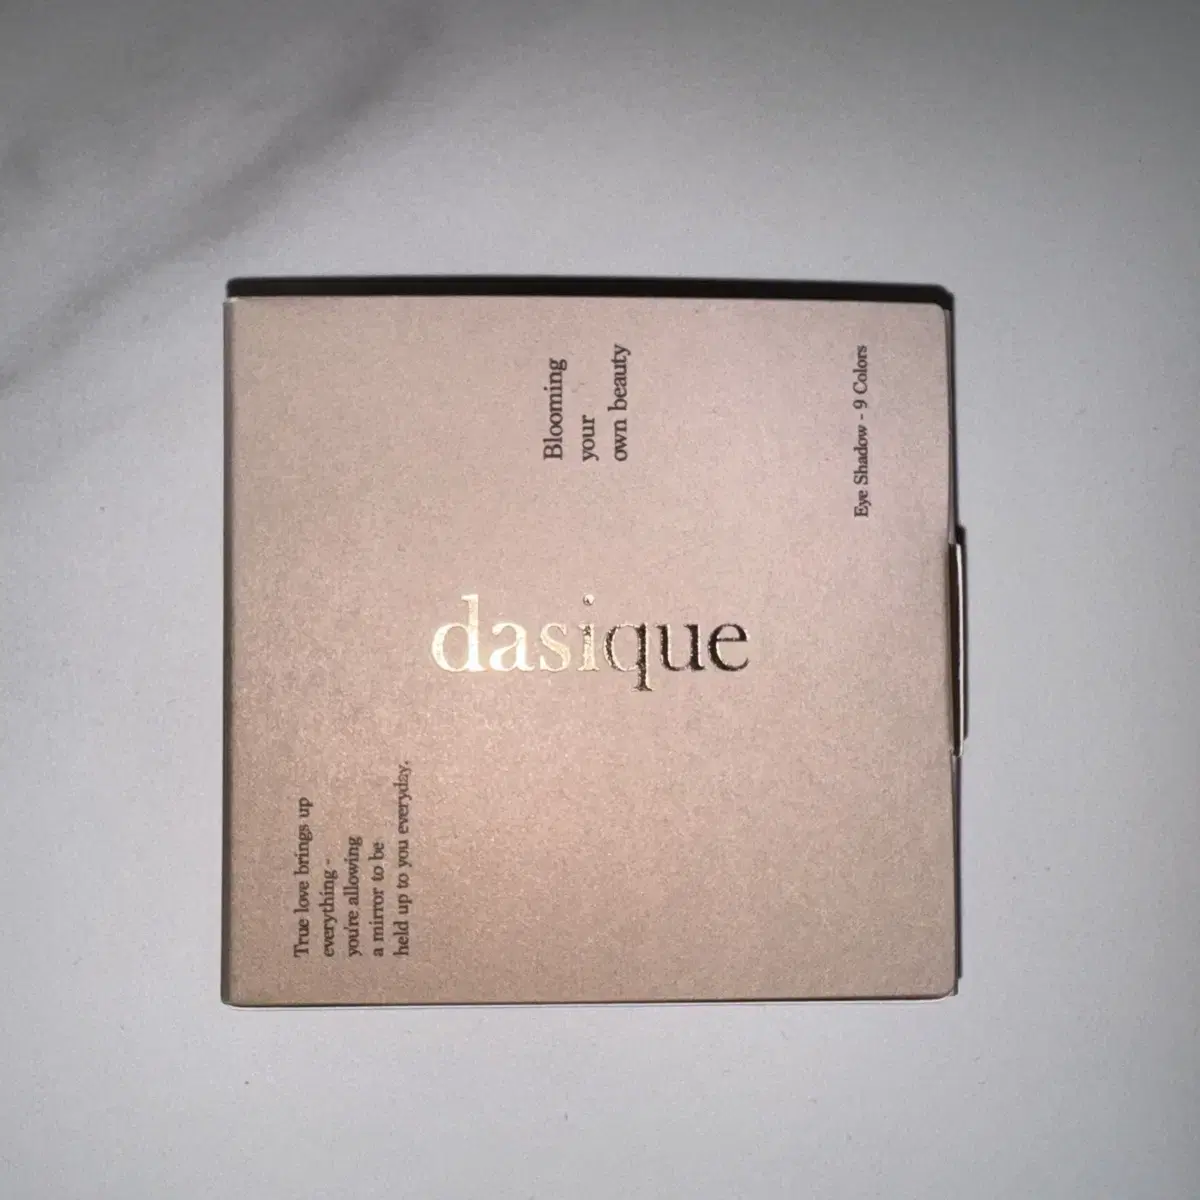 Blooming
your
own beauty
Eye Shadow - 9 Colors
dasique
True love brings up
everything -
you're allowing
a mirror to be
held up to you everyday.